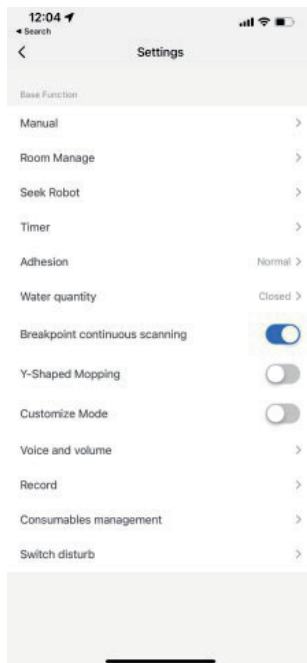 12:04
Search
Settings
Base Function
Manual
Room Manage
Seek Robot
Timer
Adhesion Normal
Water quantity Closed
Breakpoint continuous scanning
Y-Shaped Mopping
Customize Mode
Voice and volume
Record
Consumables management
Switch disturb